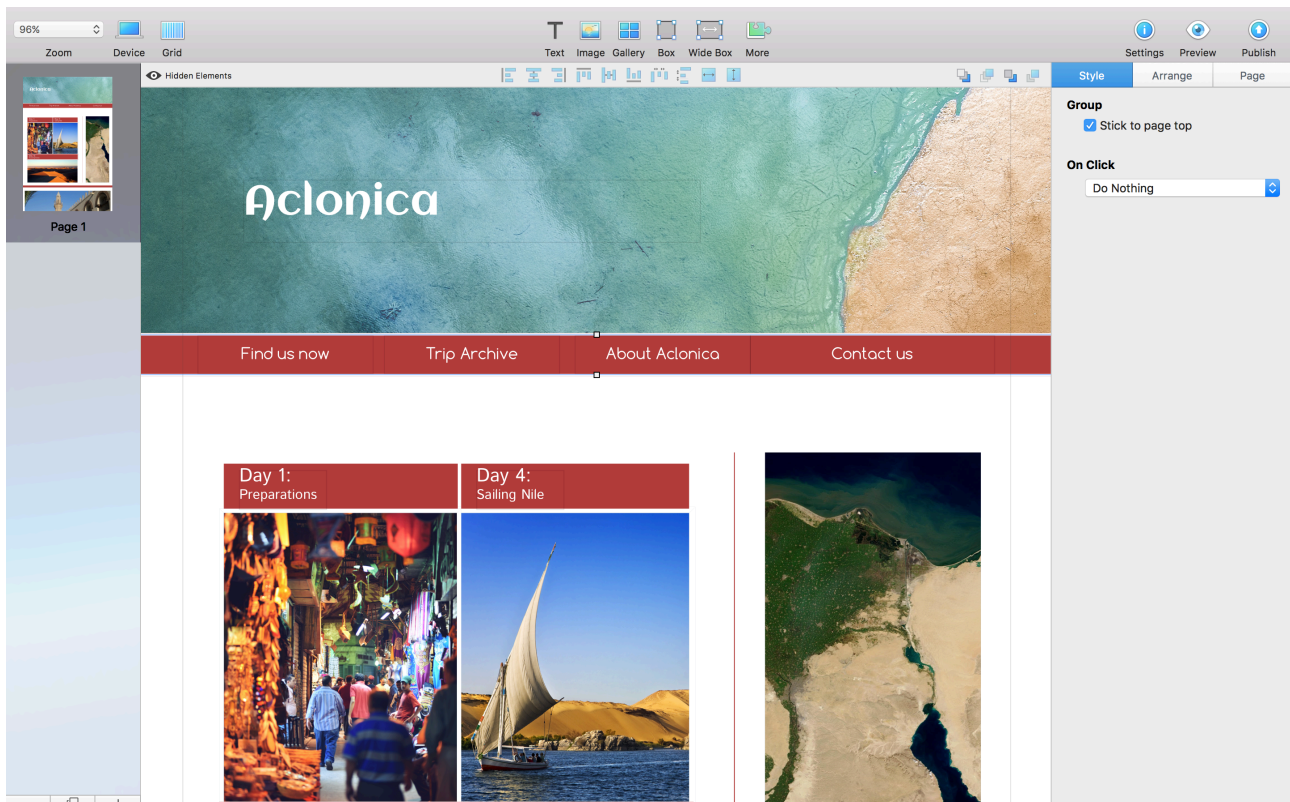 96%
Zoom
Device
Grid
Text
Image
Gallery
Box
Wide Box
More
Settings
Preview
Publish
Hidden Elements
Style
Arrange
Page
Aclonica
Page 1
Group
Stick to page top
On Click
Do Nothing
Aclonica
Find us now
Trip Archive
About Aclonica
Contact us
Day 1:
Preparations
Day 4:
Sailing Nile